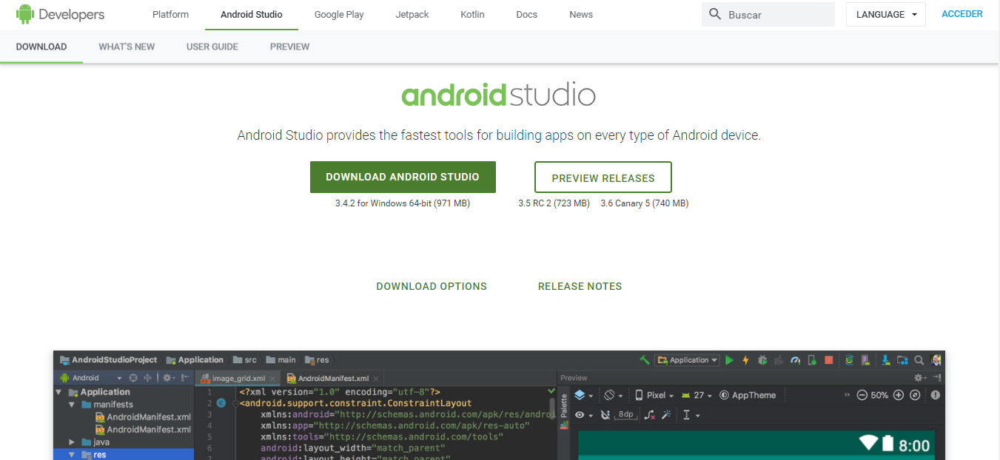 Developers Platform Android Studio Google Play Jetpack Kotlin Docs News Buscar LANGUAGE ACCEDER
DOWNLOAD WHAT'S NEW USER GUIDE PREVIEW
android studio
Android Studio provides the fastest tools for building apps on every type of Android device.
DOWNLOAD ANDROID STUDIO PREVIEW RELEASES
3.4.2 for Windows 64-bit (971 MB) 3.5 RC 2 (723 MB) 3.6 Canary 5 (740 MB)
DOWNLOAD OPTIONS RELEASE NOTES
AndroidStudioProject Application src main res Application
Android image_grid.xml AndroidManifest.xml Preview
Application 1 <?xml version="1.0" encoding="utf-8"?> Pixel 27 AppTheme 50%
manifests 2 <android.support.constraint.ConstraintLayout Palette
AndroidManifest.xml 3 xmlns:android="http://schemas.android.com/apk/res/androi 8dp
AndroidManifest.xml 4 xmlns:app="http://schemas.android.com/apk/res-auto"
java 5 xmlns:tools="http://schemas.android.com/tools"
res 6 android:layout_width="match_parent" 8:00
7 android:layout_height="match_parent"